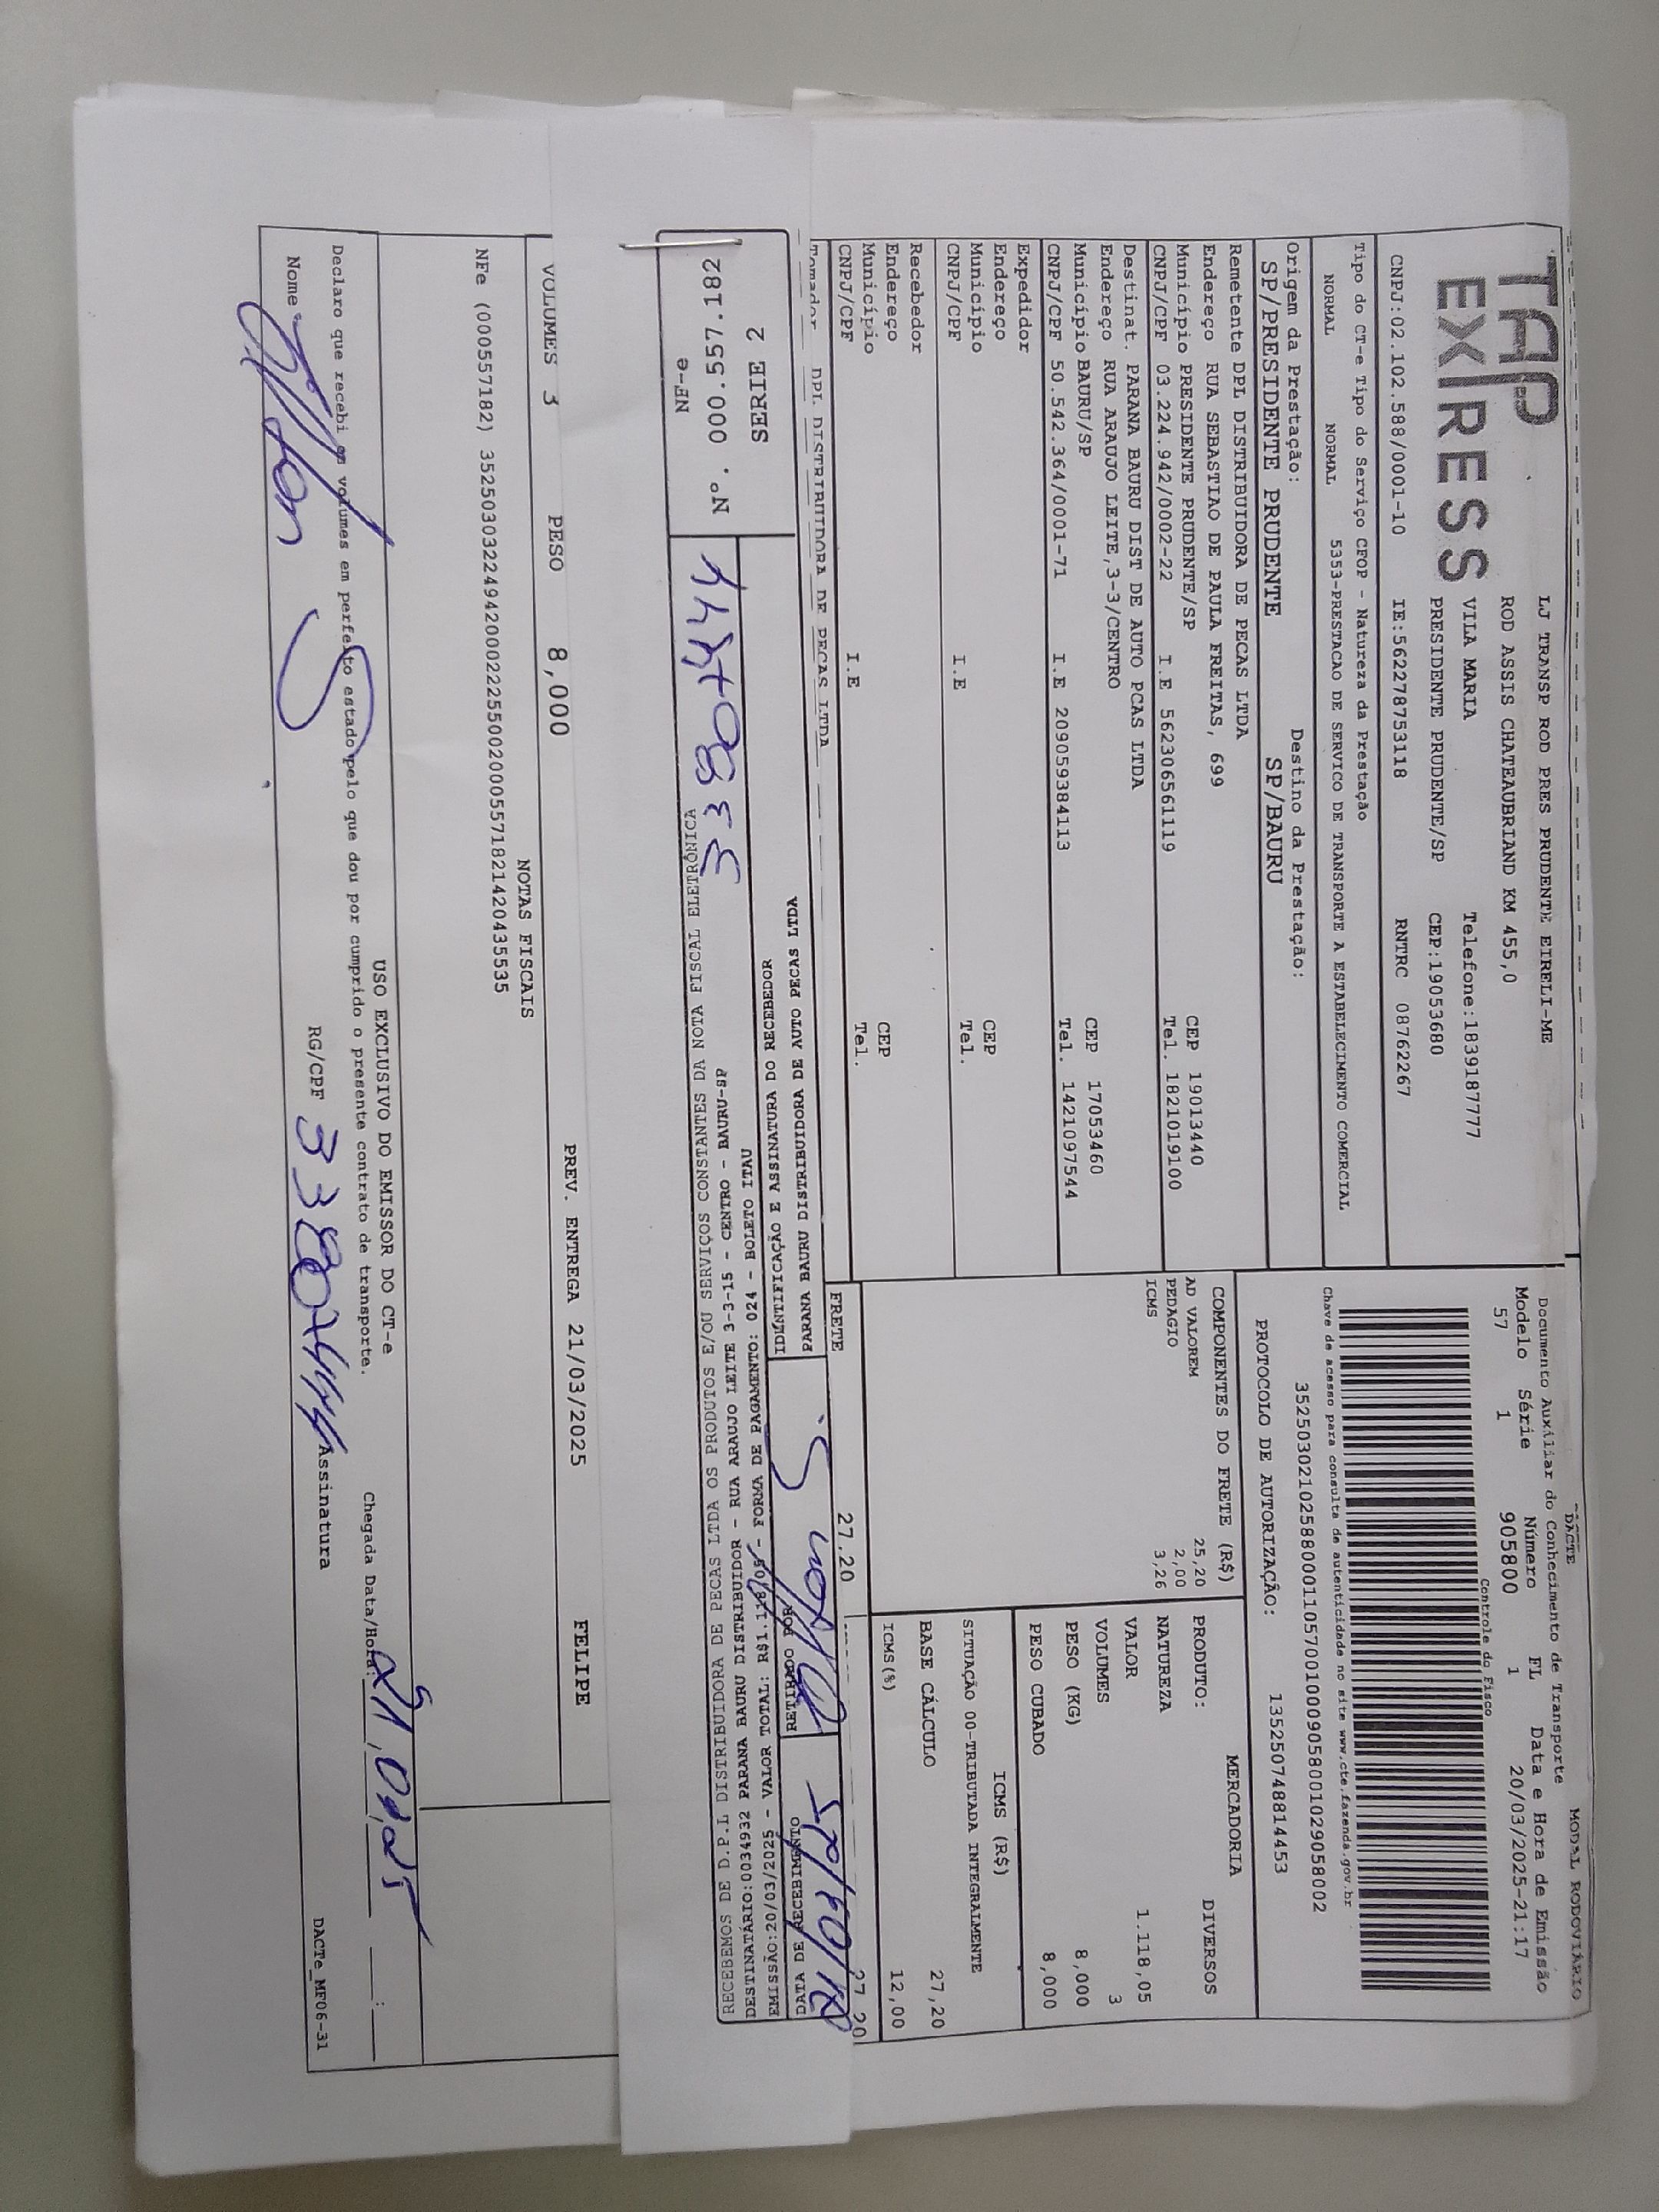 TAP EXPRESS
LJ TRANSP ROD PRES PRUDENTE EIRELI-ME
ROD ASSIS CHATEAUBRIAND KM 455,0
VILA MARIA Telefone:1839187777
PRESIDENTE PRUDENTE/SP CEP:19053680
CNPJ:02.102.588/0001-10 IE:562278753118 RNTRC 08762267
Tipo do CT-e Tipo do Serviço CFOP - Natureza da Prestação
NORMAL NORMAL 5353-PRESTACAO DE SERVICO DE TRANSPORTE A ESTABELECIMENTO COMERCIAL
Origem da Prestação: Destino da Prestação:
SP/PRESIDENTE PRUDENTE SP/BAURU
Remetente DPL DISTRIBUIDORA DE PECAS LTDA
Endereço RUA SEBASTIAO DE PAULA FREITAS, 699
Município PRESIDENTE PRUDENTE/SP CEP 19013440
CNPJ/CPF 03.224.942/0002-22 I.E 562306561119 Tel. 1821019100
Destinat. PARANA BAURU DIST DE AUTO PCAS LTDA
Endereço RUA ARAUJO LEITE,3-3/CENTRO
Município BAURU/SP CEP 17053460
CNPJ/CPF 50.542.364/0001-71 I.E 209059384113 Tel. 1421097544
Expedidor
Endereço
Município CEP
CNPJ/CPF I.E Tel.
Recebedor
Endereço
Município CEP
CNPJ/CPF I.E Tel.
Tomador DPL DISTRIBUIDORA DE PECAS LTDA
DACTE MODAL RODOVIÁRIO
Documento Auxiliar do Conhecimento de Transporte
Modelo Série Número FL Data e Hora de Emissão
57 1 905800 1 20/03/2025-21:17
Controle do Fisco
Chave de acesso para consulta de autenticidade no site www.cte.fazenda.gov.br
35250302102588000110570010009058001029058002
PROTOCOLO DE AUTORIZAÇÃO: 135250748814453
COMPONENTES DO FRETE (R$)
AD VALOREM 25,20
PEDAGIO 2,00
ICMS 3,26
FRETE 27.20
MERCADORIA
PRODUTO: DIVERSOS
NATUREZA
VALOR 1.118,05
VOLUMES 3
PESO (KG) 8,000
PESO CUBADO 8,000
ICMS (R$)
SITUAÇÃO 00-TRIBUTADA INTEGRALMENTE
BASE CÁLCULO 27,20
ICMS(%) 12,00
27,20
RECEBEMOS DE D.P.L DISTRIBUIDORA DE PECAS LTDA OS PRODUTOS E/OU SERVIÇOS CONSTANTES DA NOTA FISCAL ELETRÔNICA
DESTINATÁRIO:0034932 PARANA BAURU DISTRIBUIDOR - RUA ARAUJO LEITE 3-3-15 - CENTRO - BAURU-SP
EMISSÃO:20/03/2025 - VALOR TOTAL: R$1.118,05 - FORMA DE PAGAMENTO: 024 - BOLETO ITAU
DATA DE RECEBIMENTO RETIRADO POR IDENTIFICAÇÃO E ASSINATURA DO RECEBEDOR
PARANA BAURU DISTRIBUIDORA DE AUTO PECAS LTDA
NF-e
Nº. 000.557.182
SERIE 2
VOLUMES 3 PESO 8,000 PREV. ENTREGA 21/03/2025 FELIPE
NOTAS FISCAIS
NFe (000557182) 35250303224942000222550020005571821420435535
USO EXCLUSIVO DO EMISSOR DO CT-e
Declaro que recebi os volumes em perfeito estado pelo que dou por cumprido o presente contrato de transporte.
Chegada Data/Hora:
Nome RG/CPF Assinatura
DACTe_MF06-31